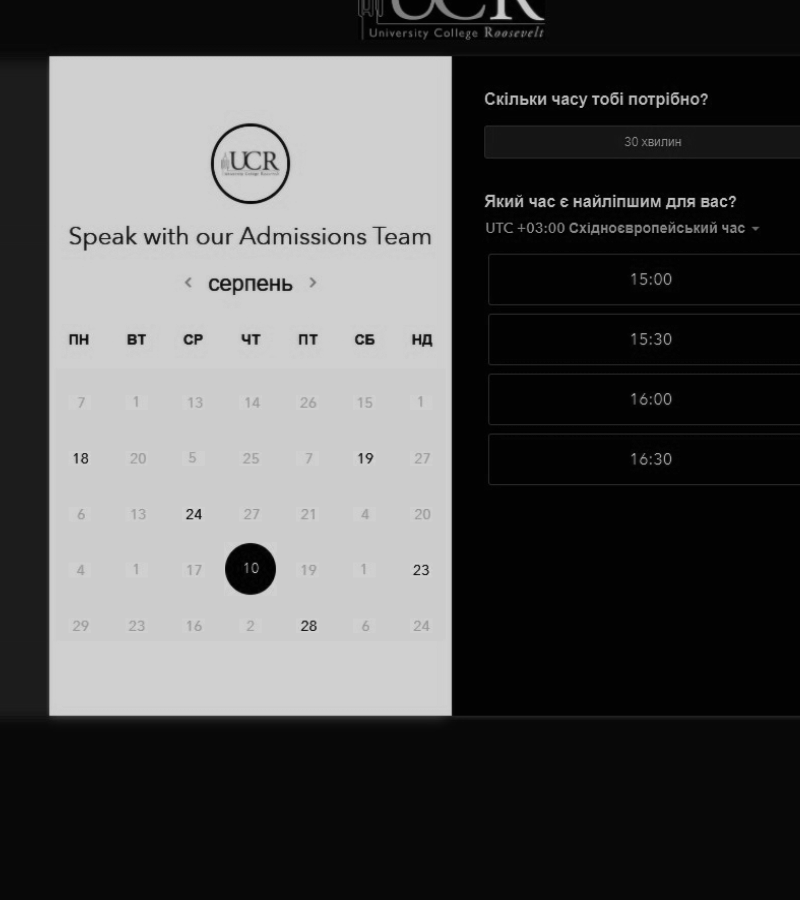 UCR
University College Roosevelt
UCR
University College Roosevelt
Speak with our Admissions Team
< серпень >
ПН ВТ СР ЧТ ПТ СБ НД
7 1 13 14 26 15 1
18 20 5 25 7 19 27
6 13 24 27 21 4 20
4 1 17 10 19 1 23
29 23 16 2 28 6 24
Скільки часу тобі потрібно?
30 хвилин
Який час є найліпшим для вас?
UTC +03:00 Східноєвропейський час
15:00
15:30
16:00
16:30